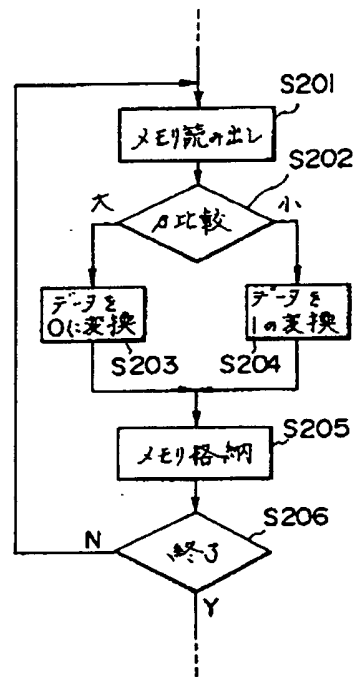 S201
メモリ読み出し
S202
大
小
β比較
データを
0に変換
S203
データを
1の変換
S204
S205
メモリ格納
S206
N
終了
Y